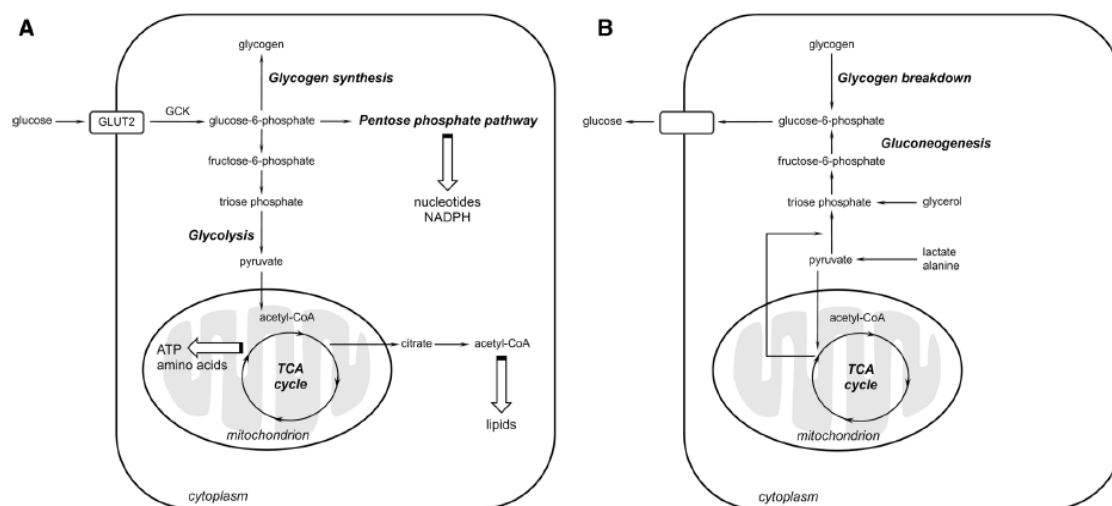 A
glycogen
Glycogen synthesis
glucose
GLUT2
GCK
glucose-6-phosphate
Pentose phosphate pathway
fructose-6-phosphate
nucleotides
NADPH
triose phosphate
Glycolysis
pyruvate
acetyl-CoA
ATP
amino acids
TCA
cycle
citrate
acetyl-CoA
lipids
mitochondrion
cytoplasm
B
glycogen
Glycogen breakdown
glucose
glucose-6-phosphate
Gluconeogenesis
fructose-6-phosphate
triose phosphate
glycerol
pyruvate
lactate
alanine
acetyl-CoA
TCA
cycle
mitochondrion
cytoplasm